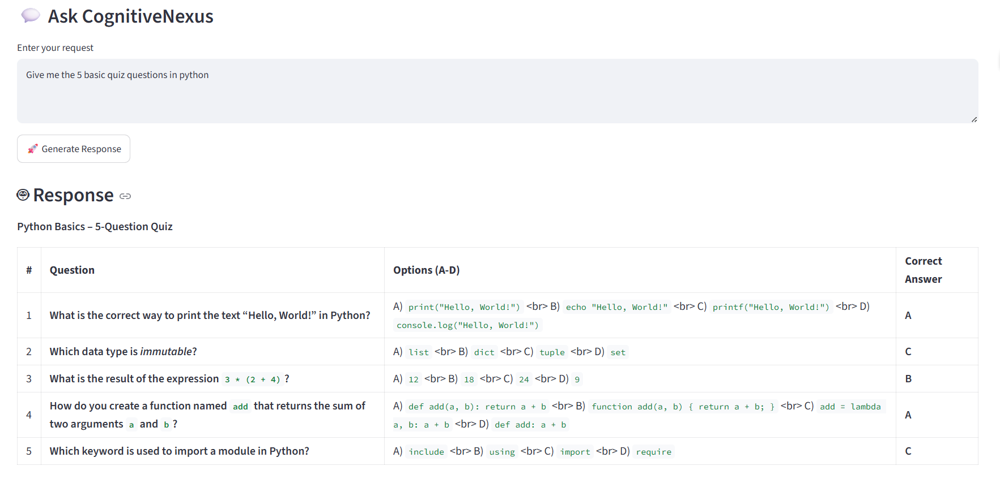 Ask CognitiveNexus
Enter your request
Give me the 5 basic quiz questions in python
Generate Response
Response
Python Basics – 5-Question Quiz
# Question Options (A-D) Correct
Answer
1 What is the correct way to print the text “Hello, World!” in Python? A) print("Hello, World!") <br> B) echo "Hello, World!" <br> C) printf("Hello, World!") <br> D)
console.log("Hello, World!") A
2 Which data type is immutable? A) list <br> B) dict <br> C) tuple <br> D) set C
3 What is the result of the expression 3 * (2 + 4) ? A) 12 <br> B) 18 <br> C) 24 <br> D) 9 B
4 How do you create a function named add that returns the sum of
two arguments a and b ? A) def add(a, b): return a + b <br> B) function add(a, b) { return a + b; } <br> C) add = lambda
a, b: a + b <br> D) def add: a + b A
5 Which keyword is used to import a module in Python? A) include <br> B) using <br> C) import <br> D) require C